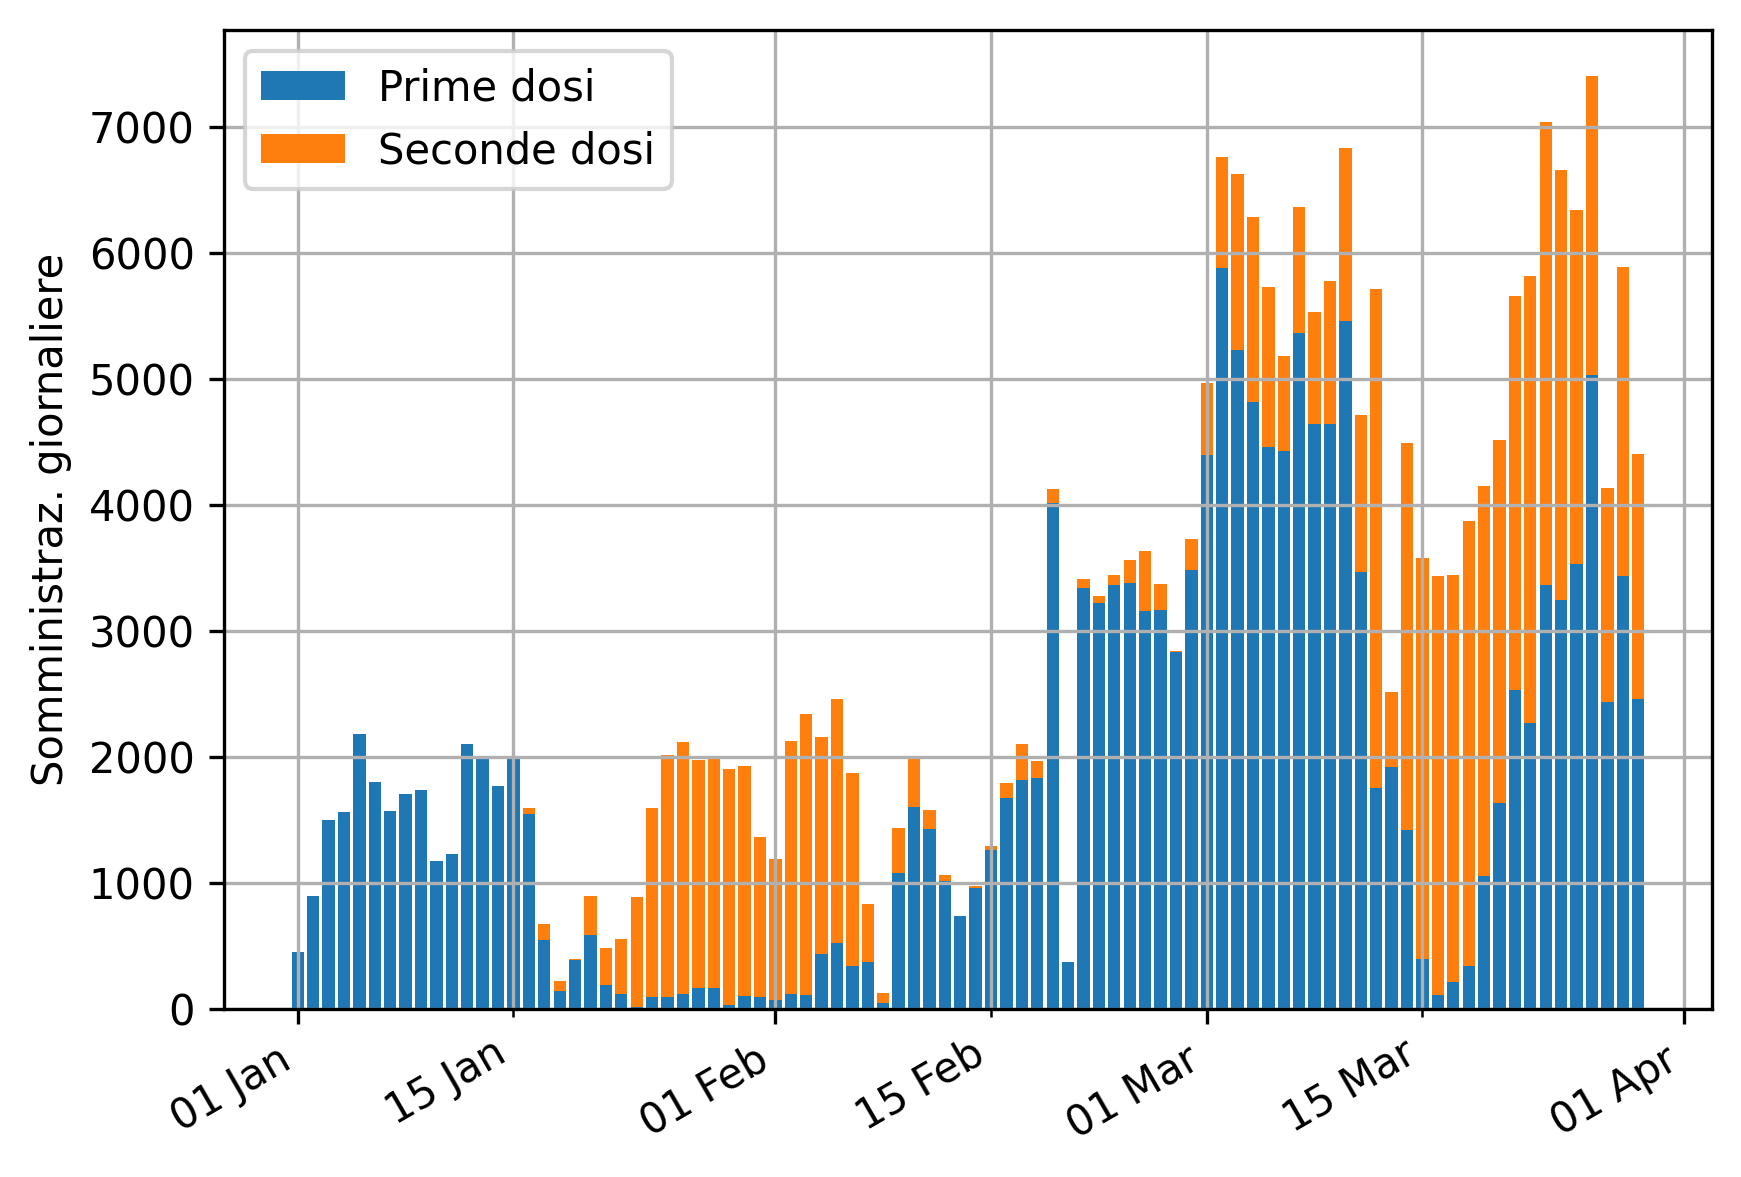 Prime dosi
Seconde dosi
Somministraz. giornaliere
7000
6000
5000
4000
3000
2000
1000
0
01 Jan
15 Jan
01 Feb
15 Feb
01 Mar
15 Mar
01 Apr